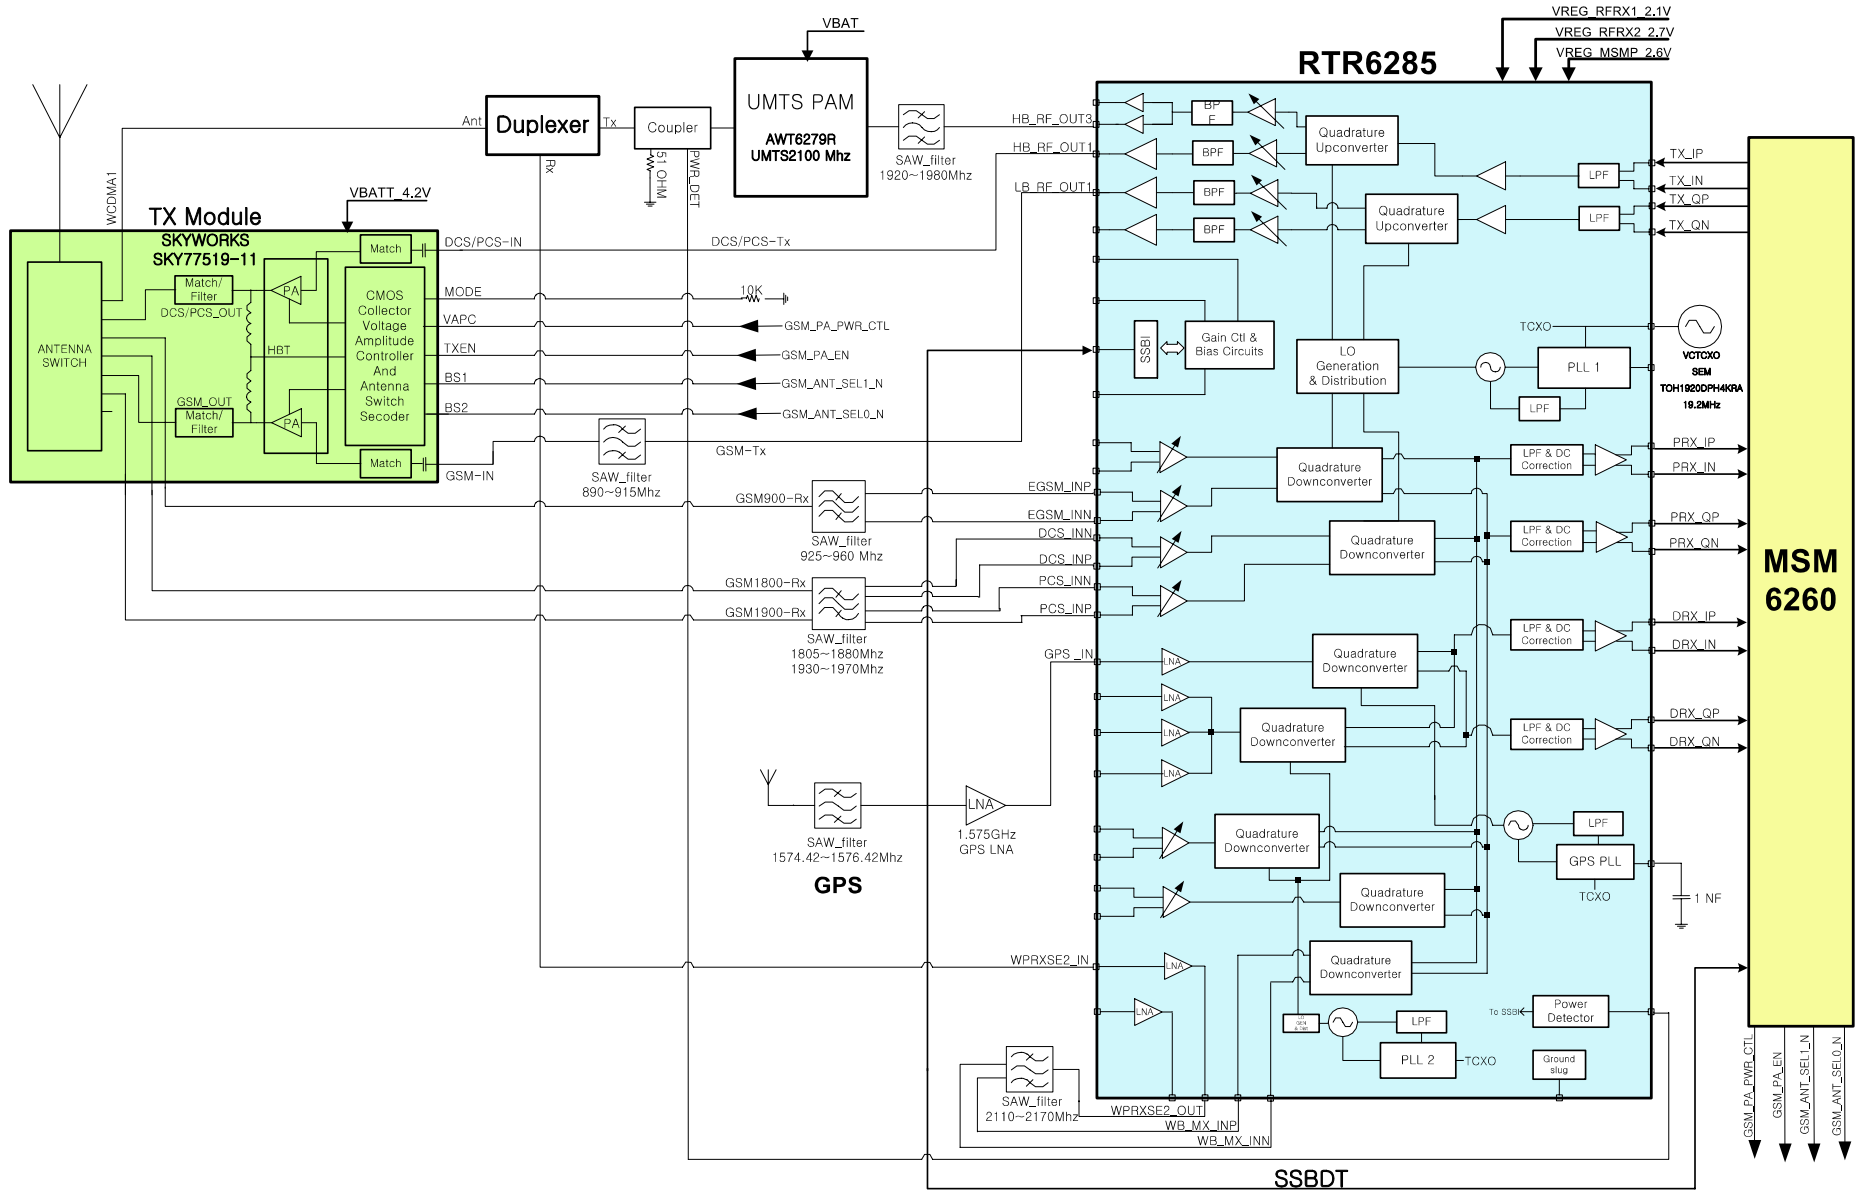 VREG_RFRX1_2.1V
VREG_RFRX2_2.7V
VREG_MSMP_2.6V
VBAT
RTR6285
UMTS PAM
AWT6279R
UMTS2100 Mhz
Ant
Duplexer
Tx
Rx
Coupler
51 OHM
PWR_DET
SAW_filter
1920~1980Mhz
HB_RF_OUT3
HB_RF_OUT1
LB_RF_OUT1
WCDMA1
VBATT_4.2V
TX Module
SKYWORKS
SKY77519-11
ANTENNA
SWITCH
Match/
Filter
DCS/PCS_OUT
PA
HBT
GSM_OUT
Match/
Filter
PA
Match
CMOS
Collector
Voltage
Amplitude
Controller
And
Antenna
Switch
Secoder
Match
DCS/PCS-IN
DCS/PCS-Tx
MODE
10K
VAPC
GSM_PA_PWR_CTL
TXEN
GSM_PA_EN
BS1
GSM_ANT_SEL1_N
BS2
GSM_ANT_SEL0_N
GSM-IN
GSM-Tx
SAW_filter
890~915Mhz
GSM900-Rx
SAW_filter
925~960 Mhz
GSM1800-Rx
GSM1900-Rx
SAW_filter
1805~1880Mhz
1930~1970Mhz
EGSM_INP
EGSM_INN
DCS_INN
DCS_INP
PCS_INN
PCS_INP
GPS _IN
SAW_filter
1574.42~1576.42Mhz
GPS
LNA
1.575GHz
GPS LNA
WPRXSE2_IN
SAW_filter
2110~2170Mhz
WPRXSE2_OUT
WB_MX_INP
WB_MX_INN
SSBDT
BP
F
BPF
BPF
BPF
Quadrature
Upconverter
Quadrature
Upconverter
LPF
LPF
SSBI
Gain Ctl &
Bias Circuits
LO
Generation
& Distribution
TCXO
PLL 1
LPF
VCTCXO
SEM
TOH1920DPH4KRA
19.2MHz
Quadrature
Downconverter
Quadrature
Downconverter
LPF & DC
Correction
LPF & DC
Correction
LPF & DC
Correction
LPF & DC
Correction
LNA
Quadrature
Downconverter
LNA
LNA
LNA
Quadrature
Downconverter
Quadrature
Downconverter
Quadrature
Downconverter
Quadrature
Downconverter
LPF
GPS PLL
TCXO
1 NF
LNA
LNA
LO
GEN
& Dist
LPF
PLL 2
TCXO
To SSBI
Power
Detector
Ground
slug
TX_IP
TX_IN
TX_QP
TX_QN
PRX_IP
PRX_IN
PRX_QP
PRX_QN
DRX_IP
DRX_IN
DRX_QP
DRX_QN
MSM
6260
GSM_PA_PWR_CTL
GSM_PA_EN
GSM_ANT_SEL1_N
GSM_ANT_SEL0_N